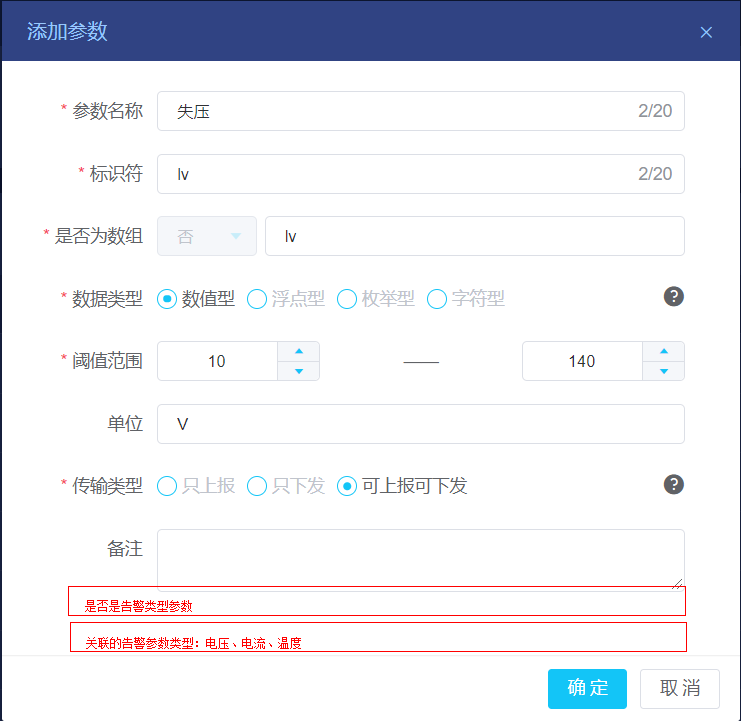 添加参数
* 参数名称 失压 2/20
* 标识符 lv 2/20
* 是否为数组 否 lv
* 数据类型 数值型 浮点型 枚举型 字符型 ?
* 阈值范围 10 —— 140
单位 V
* 传输类型 只上报 只下发 可上报可下发 ?
备注
是否是告警类型参数
关联的告警参数类型：电压、电流、温度
确定 取消